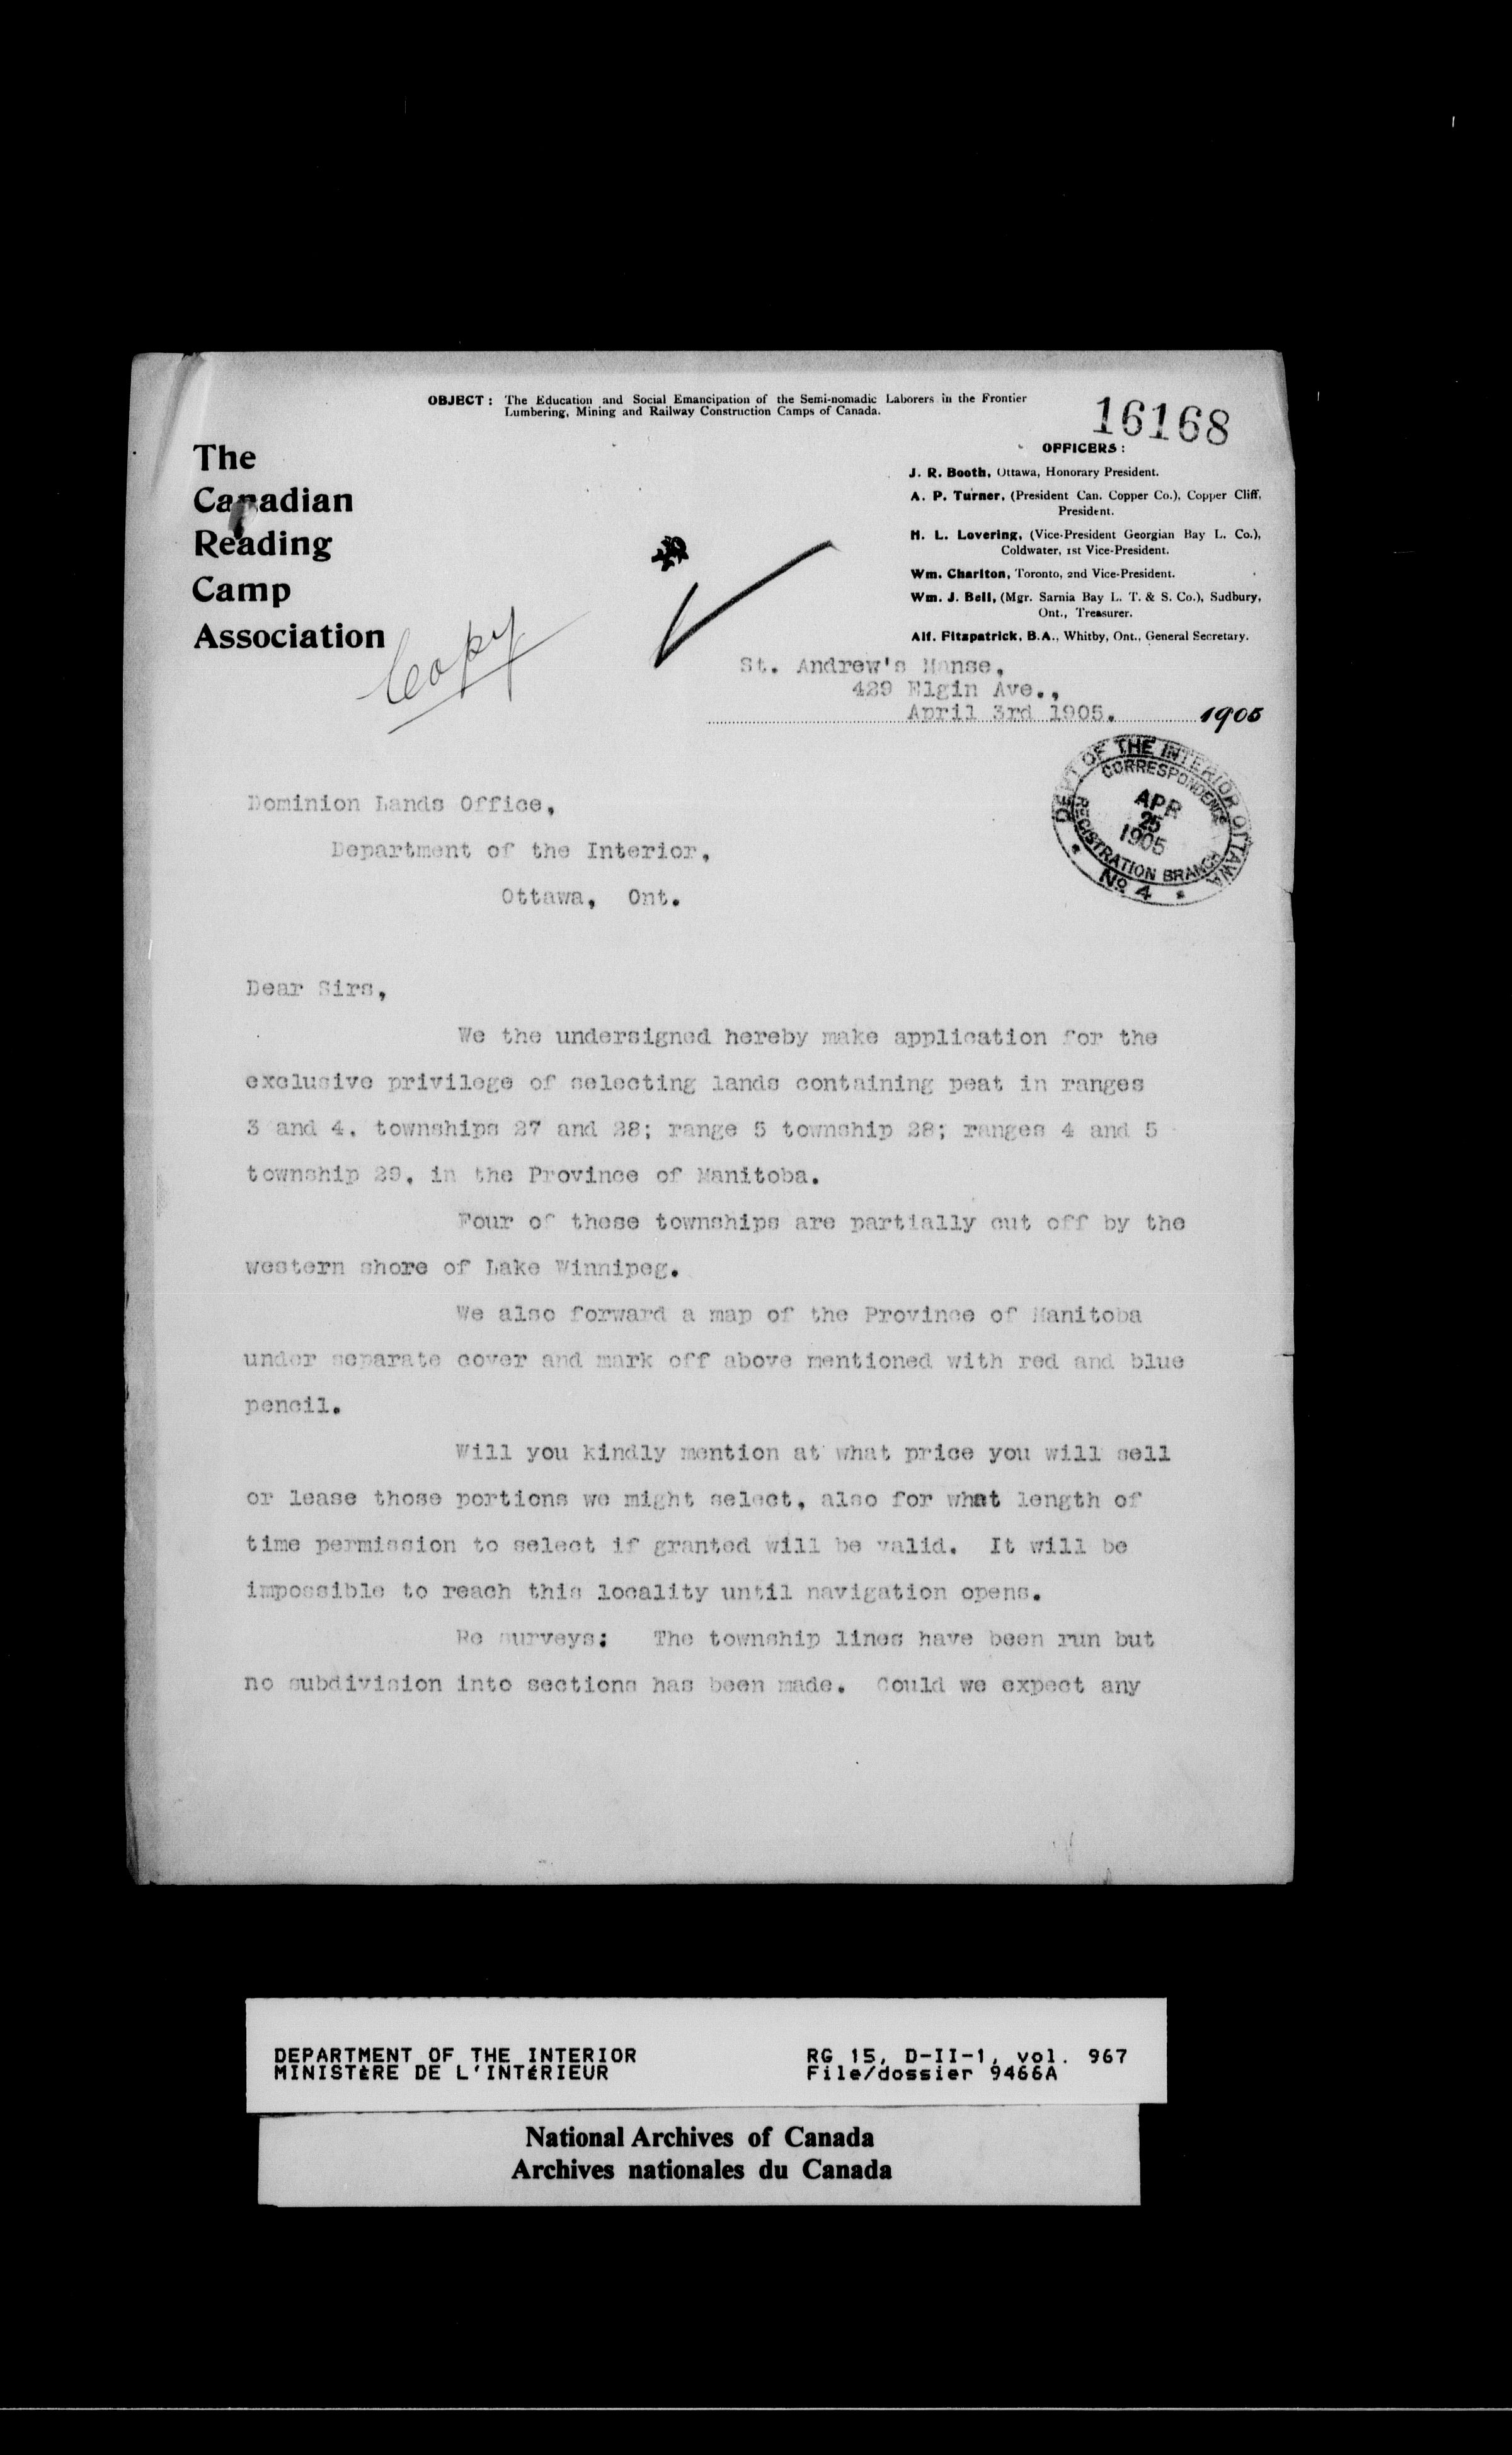 OBJECT : The Education and Social Emancipation of the Semi-nomadic Laborers in the Frontier
Lumbering, Mining and Railway Construction Camps of Canada.
16168
The
Canadian
Reading
Camp
Association
OFFICERS :
J. R. Booth, Ottawa, Honorary President.
A. P. Turner, (President Can. Copper Co.), Copper Cliff,
President.
H. L. Lovering, (Vice-President Georgian Bay L. Co.),
Coldwater, 1st Vice-President.
Wm. Charlton, Toronto, 2nd Vice-President.
Wm. J. Bell, (Mgr. Sarnia Bay L. T. & S. Co.), Sudbury,
Ont., Treasurer.
Alf. Fitzpatrick, B.A., Whitby, Ont., General Secretary.
Copy
St. Andrew's Manse,
429 Elgin Ave.,
April 3rd 1905. 1905
DEPT OF THE INTERIOR OTTAWA
CORRESPONDENCE
APR
25
1905
REGISTRATION BRANCH
No 4
Dominion Lands Office,
Department of the Interior,
Ottawa, Ont.
Dear Sirs,
We the undersigned hereby make application for the
exclusive privilege of selecting lands containing peat in ranges
3 and 4, townships 27 and 28; range 5 township 28; ranges 4 and 5
township 29, in the Province of Manitoba.
Four of these townships are partially cut off by the
western shore of Lake Winnipeg.
We also forward a map of the Province of Manitoba
under separate cover and mark off above mentioned with red and blue
pencil.
Will you kindly mention at what price you will sell
or lease those portions we might select, also for what length of
time permission to select if granted will be valid. It will be
impossible to reach this locality until navigation opens.
Re surveys: The township lines have been run but
no subdivision into sections has been made. Could we expect any
DEPARTMENT OF THE INTERIOR
MINISTÈRE DE L'INTÉRIEUR
RG 15, D-II-1, vol. 967
File/dossier 9466A
National Archives of Canada
Archives nationales du Canada